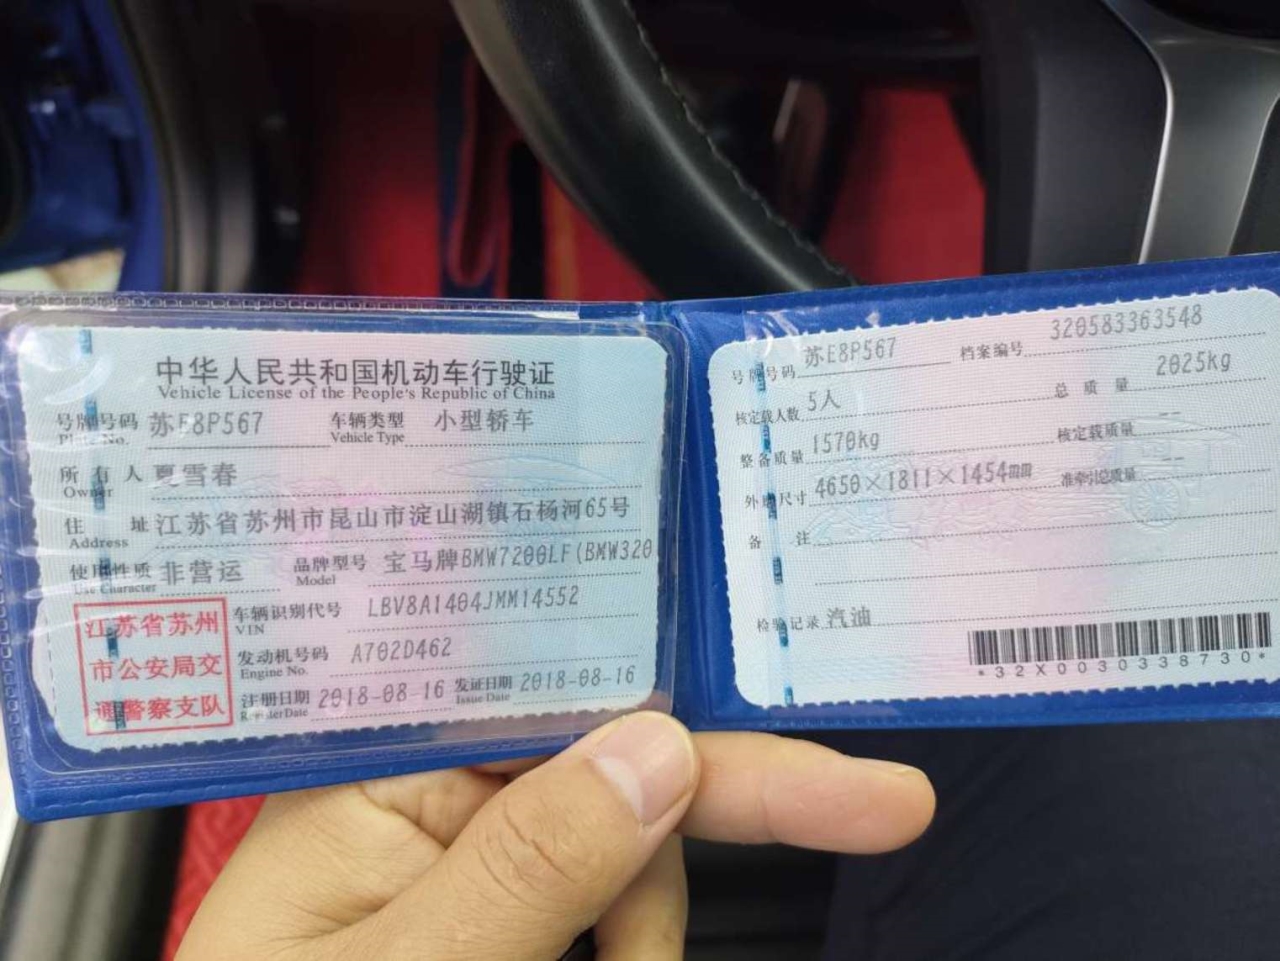 中华人民共和国机动车行驶证
Vehicle License of the People's Republic of China
号牌号码 苏E8P567 车辆类型 小型轿车
Plate No. Vehicle Type
所有人 夏雪春
Owner
住址 江苏省苏州市昆山市淀山湖镇石杨河65号
Address
使用性质 非营运 品牌型号 宝马牌BMW7200LF(BMW320
Use Character Model
江苏省苏州
市公安局交
通警察支队
车辆识别代号 LBV8A1404JMM14552
VIN
发动机号码 A702D462
Engine No.
注册日期 2018-08-16 发证日期 2018-08-16
Register Date Issue Date
号牌号码 苏E8P567 档案编号 320583363548
核定载人数 5人 总质量 2025kg
整备质量 1570kg 核定载质量 --
外廓尺寸 4650×1811×1454mm 准牵引总质量 --
备注
检验记录 汽油
*32X0030338730*